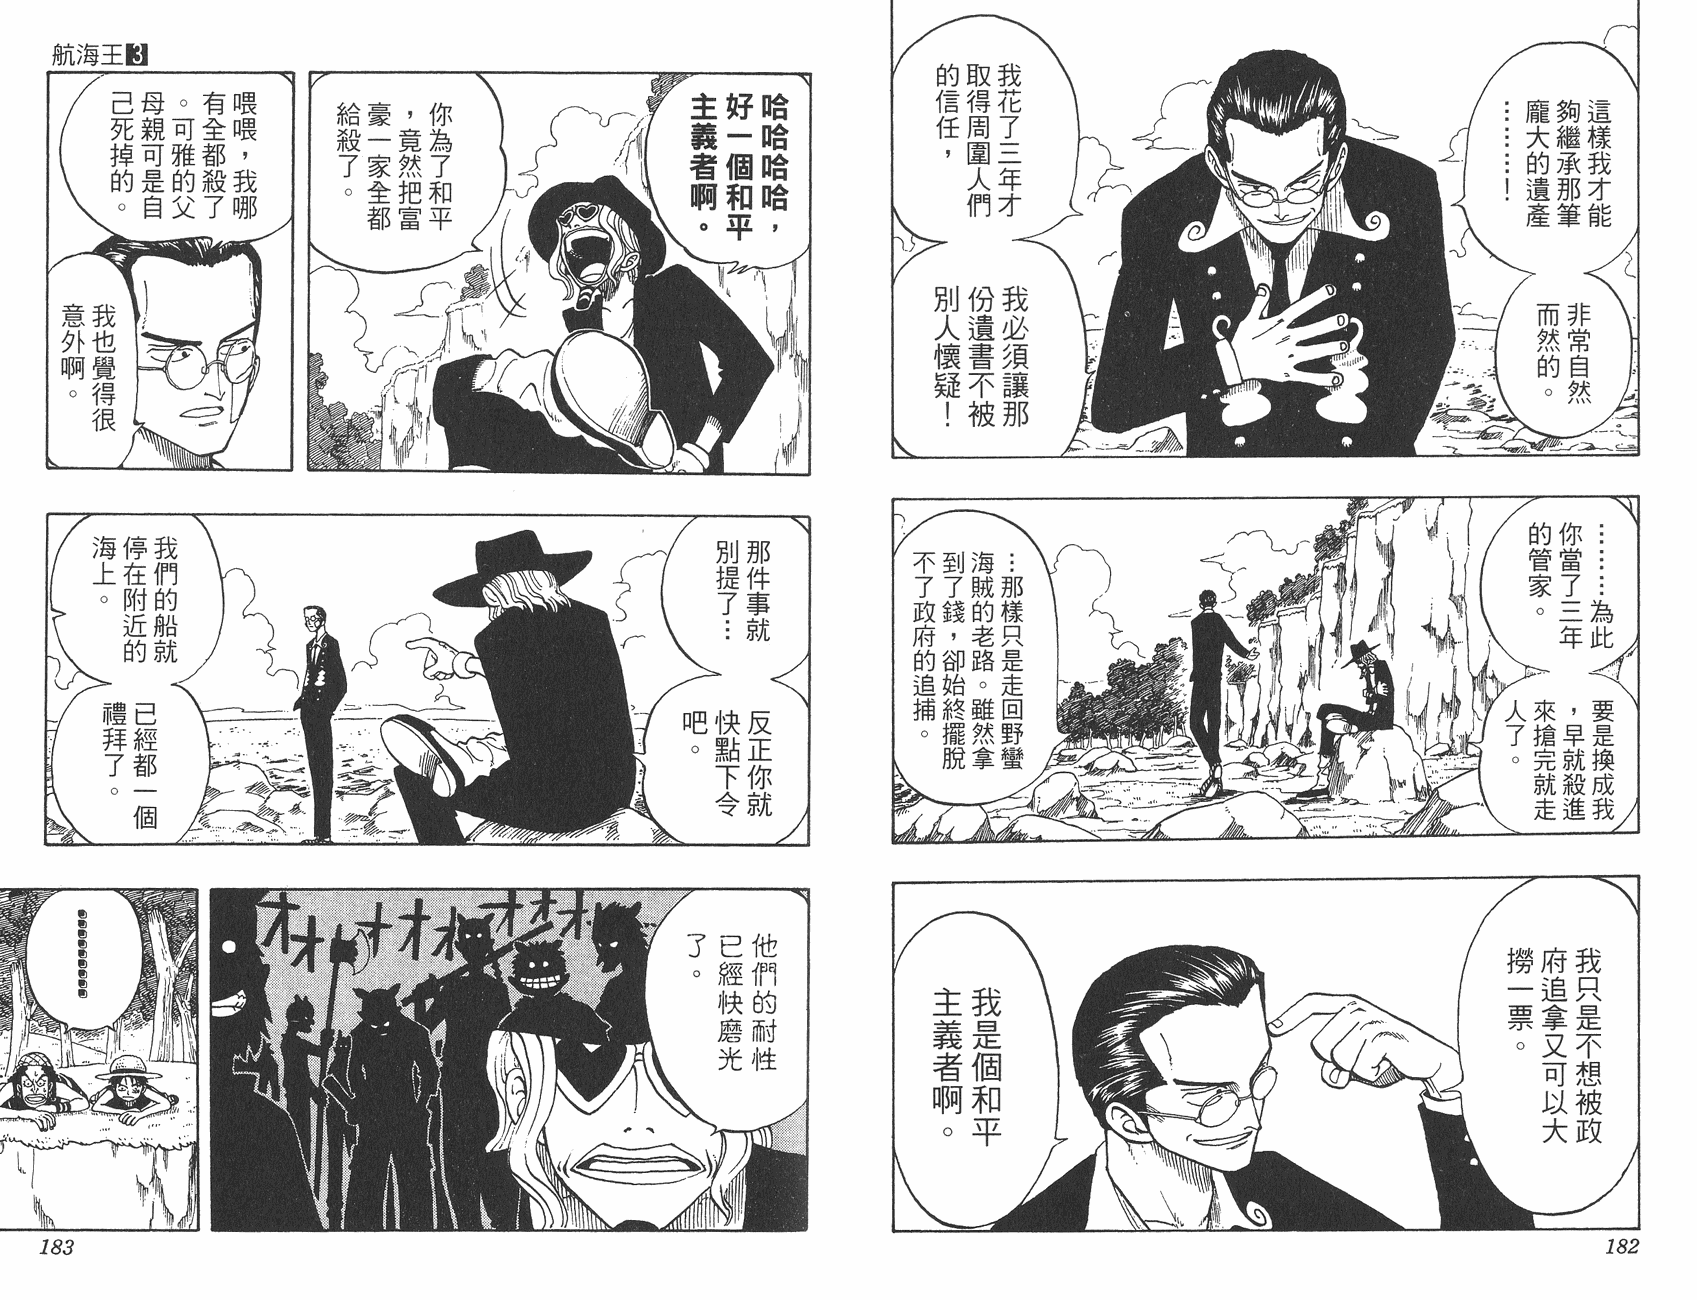 這樣我才能
夠繼承那筆
龐大的遺產
………！
非常自然
而然的。
我花了三年才
取得周圍人們
的信任，
我必須讓那
份遺書不被
別人懷疑！
………為此
你當了三年
的管家。
要是換成我
，早就殺進
來搶完就走
人了。
…那樣只是走回野蠻
海賊的老路。雖然拿
到了錢，卻始終擺脫
不了政府的追捕。
我只是不想被政
府追拿又可以大
撈一票。
我是個和平
主義者啊。
182
航海王3
哈哈哈哈，
好一個和平
主義者啊。
你為了和平
，竟然把富
豪一家全都
給殺了。
喂喂，我哪
有全都殺了
。可雅的父
母親可是自
己死掉的。
我也覺得很
意外啊。
那件事就
別提了…
反正你就
快點下令
吧。
我們的船就
停在附近的
海上。
已經都一個
禮拜了。
他們的耐性
已經快磨光
了。
オオオオオオオ
………
183